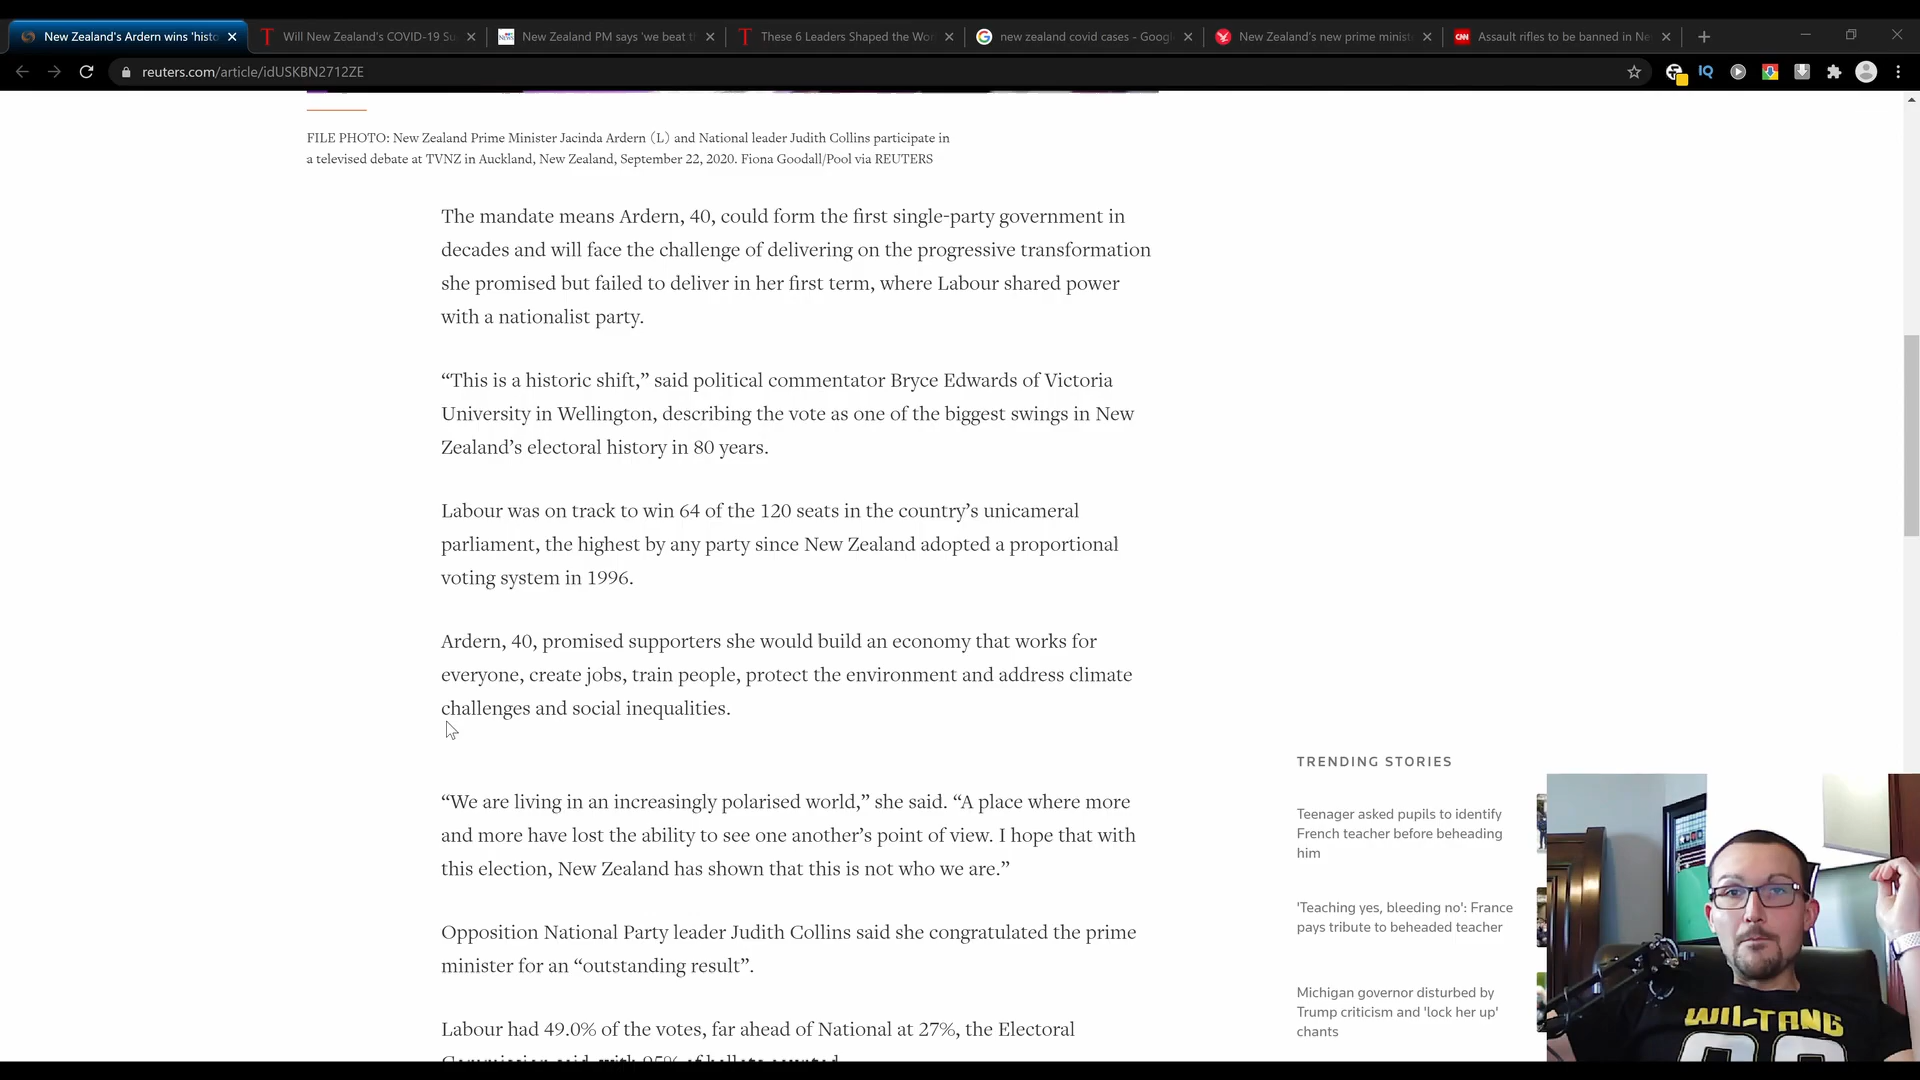 New Zealand's Ardern wins 'histo
Will New Zealand's COVID-19 Su
New Zealand PM says 'we beat th
These 6 Leaders Shaped the Wor
new zealand covid cases - Googl
New Zealand's new prime minist
CNN
Assault rifles to be banned in Ne
reuters.com/article/idUSKBN2712ZE
IQ
FILE PHOTO: New Zealand Prime Minister Jacinda Ardern (L) and National leader Judith Collins participate in
a televised debate at TVNZ in Auckland, New Zealand, September 22, 2020. Fiona Goodall/Pool via REUTERS
The mandate means Ardern, 40, could form the first single-party government in
decades and will face the challenge of delivering on the progressive transformation
she promised but failed to deliver in her first term, where Labour shared power
with a nationalist party.
“This is a historic shift,” said political commentator Bryce Edwards of Victoria
University in Wellington, describing the vote as one of the biggest swings in New
Zealand’s electoral history in 80 years.
Labour was on track to win 64 of the 120 seats in the country’s unicameral
parliament, the highest by any party since New Zealand adopted a proportional
voting system in 1996.
Ardern, 40, promised supporters she would build an economy that works for
everyone, create jobs, train people, protect the environment and address climate
challenges and social inequalities.
“We are living in an increasingly polarised world,” she said. “A place where more
and more have lost the ability to see one another’s point of view. I hope that with
this election, New Zealand has shown that this is not who we are.”
Opposition National Party leader Judith Collins said she congratulated the prime
minister for an “outstanding result”.
Labour had 49.0% of the votes, far ahead of National at 27%, the Electoral
Commission said, with 95% of ballots counted.
TRENDING STORIES
Teenager asked pupils to identify
French teacher before beheading
him
'Teaching yes, bleeding no': France
pays tribute to beheaded teacher
Michigan governor disturbed by
Trump criticism and 'lock her up'
chants
WU-TANG